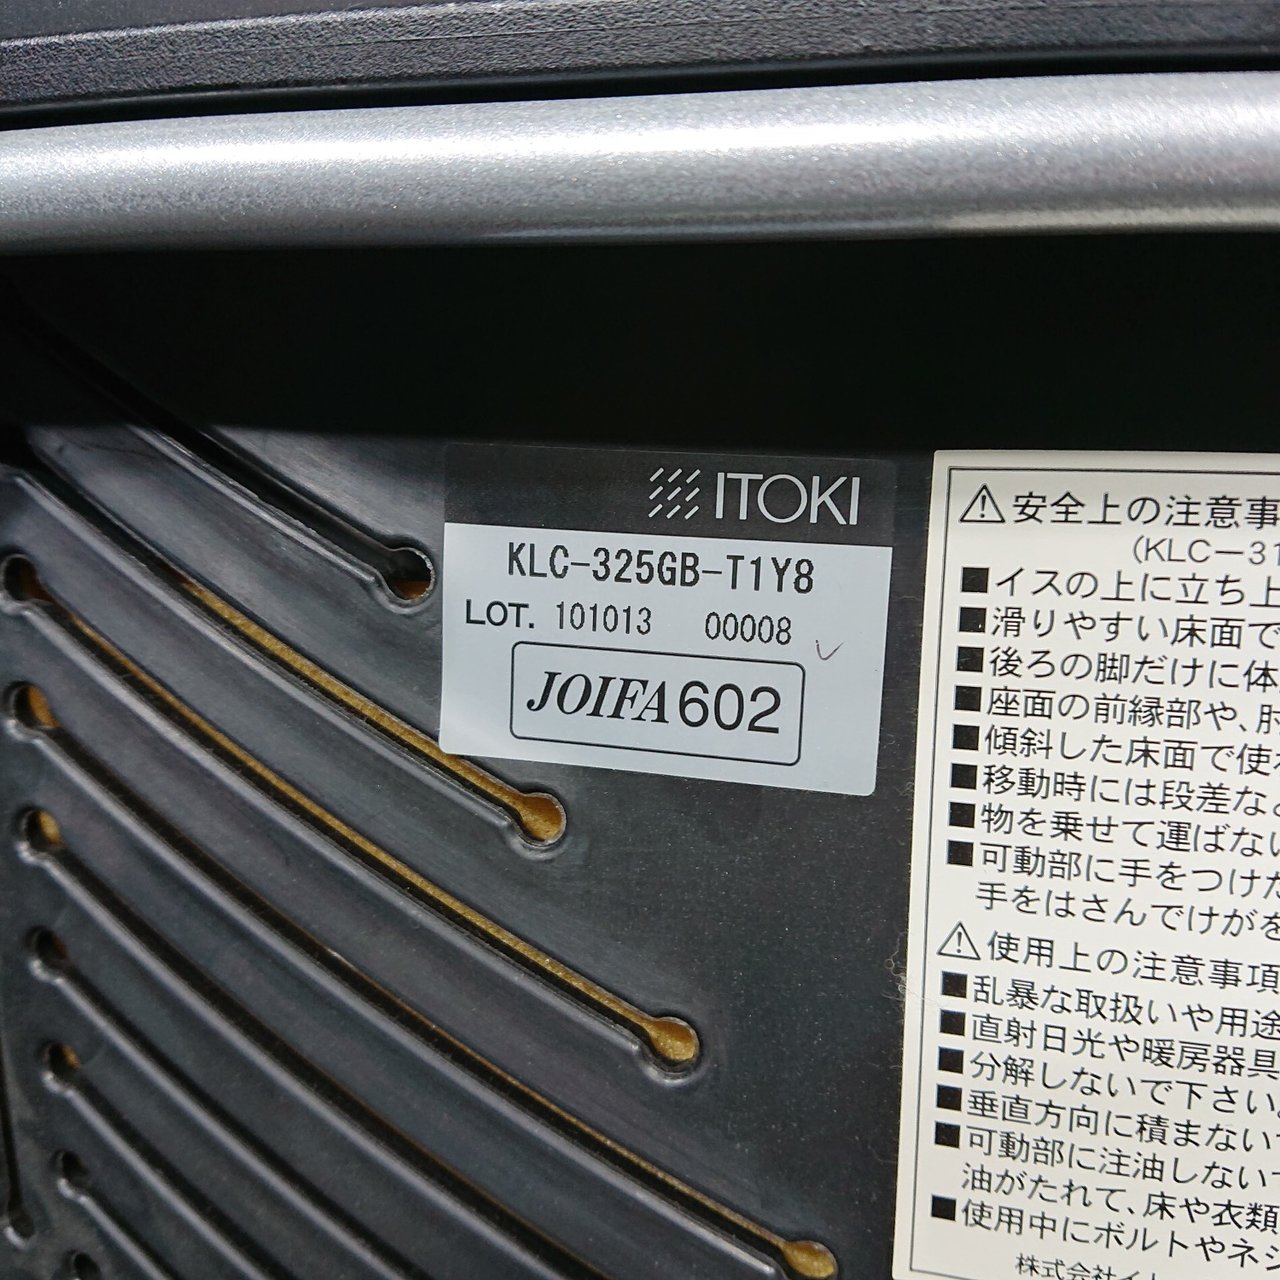 ITOKI
KLC-325GB-T1Y8
LOT. 101013 00008
JOIFA602
安全上の注意事
(KLC-31
■イスの上に立ち上
■滑りやすい床面で
■後ろの脚だけに体
■座面の前縁部や、肘
■傾斜した床面で使わ
■移動時には段差など
■物を乗せて運ばない
■可動部に手をつけた
手をはさんでけがを
使用上の注意事項
■乱暴な取扱いや用途
■直射日光や暖房器具
■分解しないで下さい
■垂直方向に積まない
■可動部に注油しない
油がたれて、床や衣類
■使用中にボルトやネジ
株式会社イト